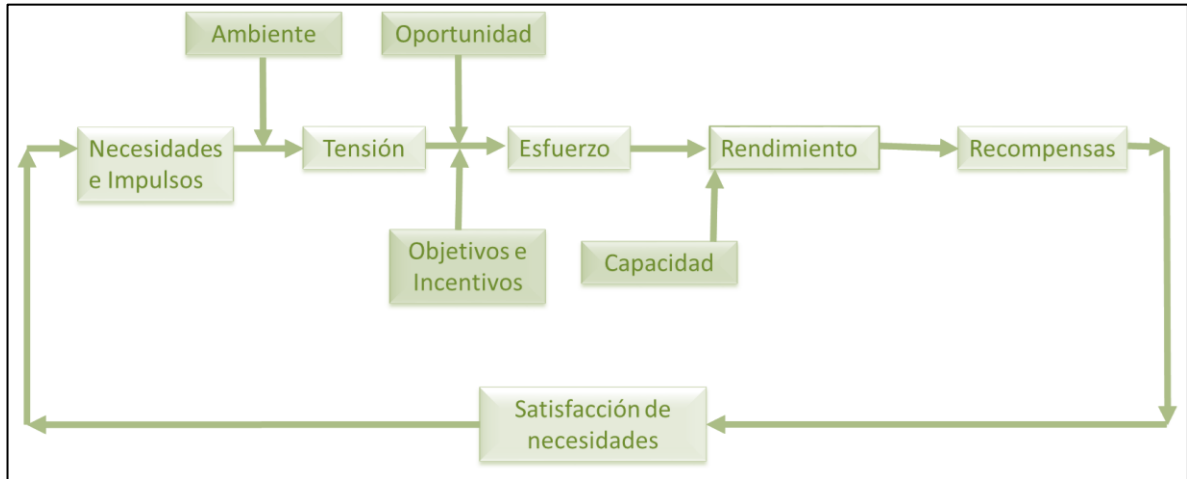 Ambiente
Oportunidad
Necesidades
e Impulsos
Tensión
Esfuerzo
Rendimiento
Recompensas
Objetivos e
Incentivos
Capacidad
Satisfacción de
necesidades